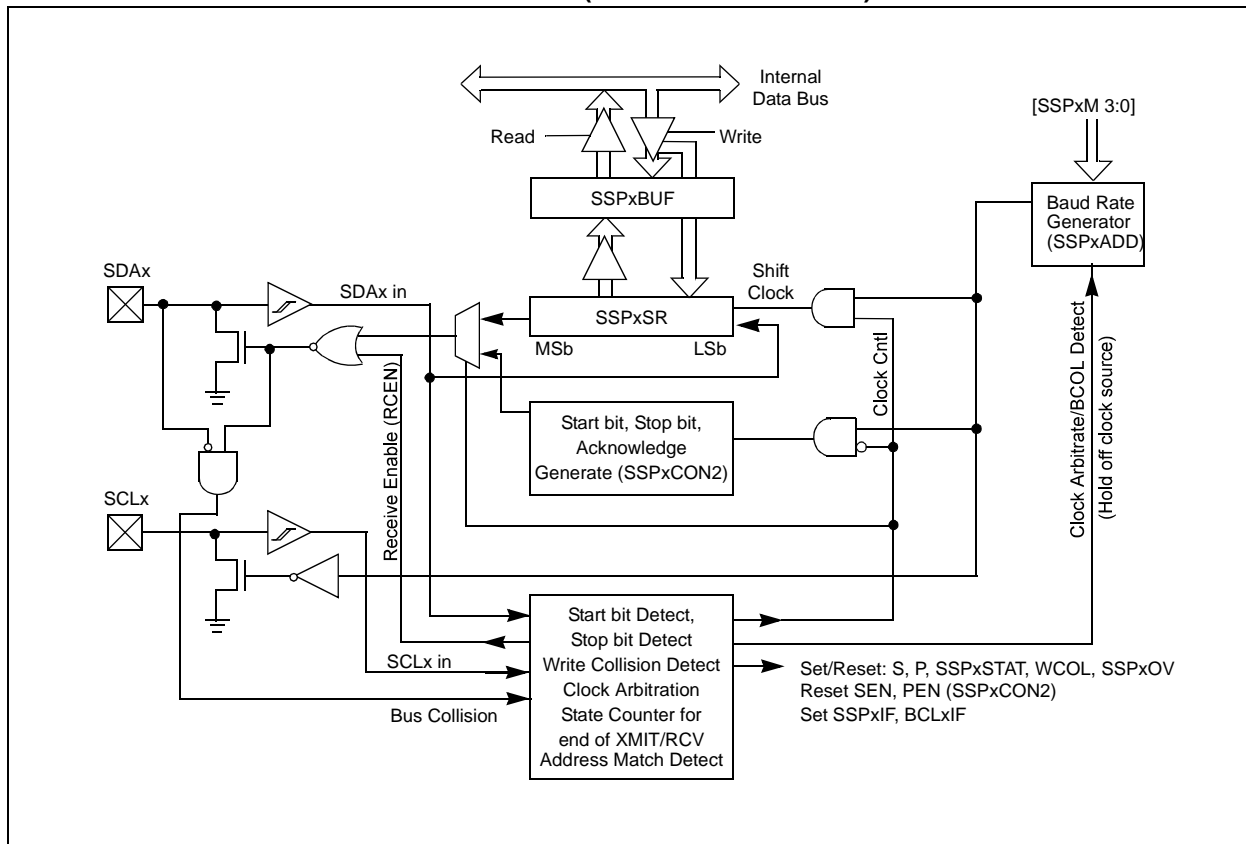 Internal
Data Bus
[SSPxM 3:0]
Read
Write
SSPxBUF
Baud Rate
Generator
(SSPxADD)
SDAx
SDAx in
Shift
Clock
SSPxSR
MSb
LSb
Start bit, Stop bit,
Acknowledge
Generate (SSPxCON2)
Clock Cntl
Clock Arbitrate/BCOL Detect
(Hold off clock source)
Receive Enable (RCEN)
SCLx
SCLx in
Bus Collision
Start bit Detect,
Stop bit Detect
Write Collision Detect
Clock Arbitration
State Counter for
end of XMIT/RCV
Address Match Detect
Set/Reset: S, P, SSPxSTAT, WCOL, SSPxOV
Reset SEN, PEN (SSPxCON2)
Set SSPxIF, BCLxIF